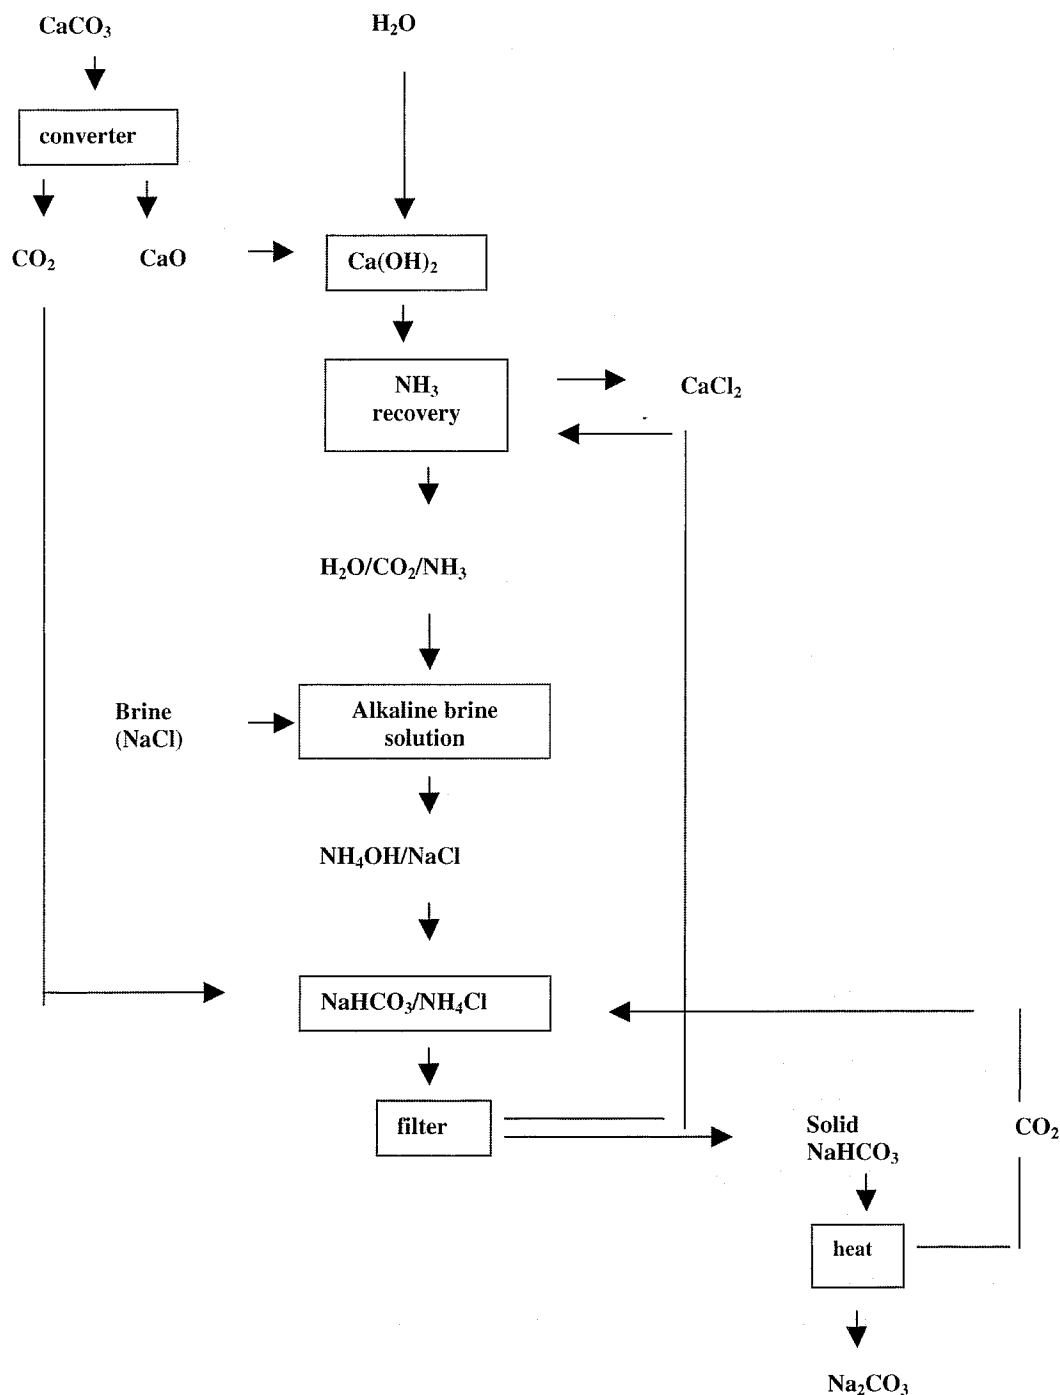 CaCO₃
H₂O
converter
CO₂
CaO
Ca(OH)₂
NH₃
recovery
CaCl₂
H₂O/CO₂/NH₃
Brine
(NaCl)
Alkaline brine
solution
NH₄OH/NaCl
NaHCO₃/NH₄Cl
filter
Solid
NaHCO₃
CO₂
heat
Na₂CO₃